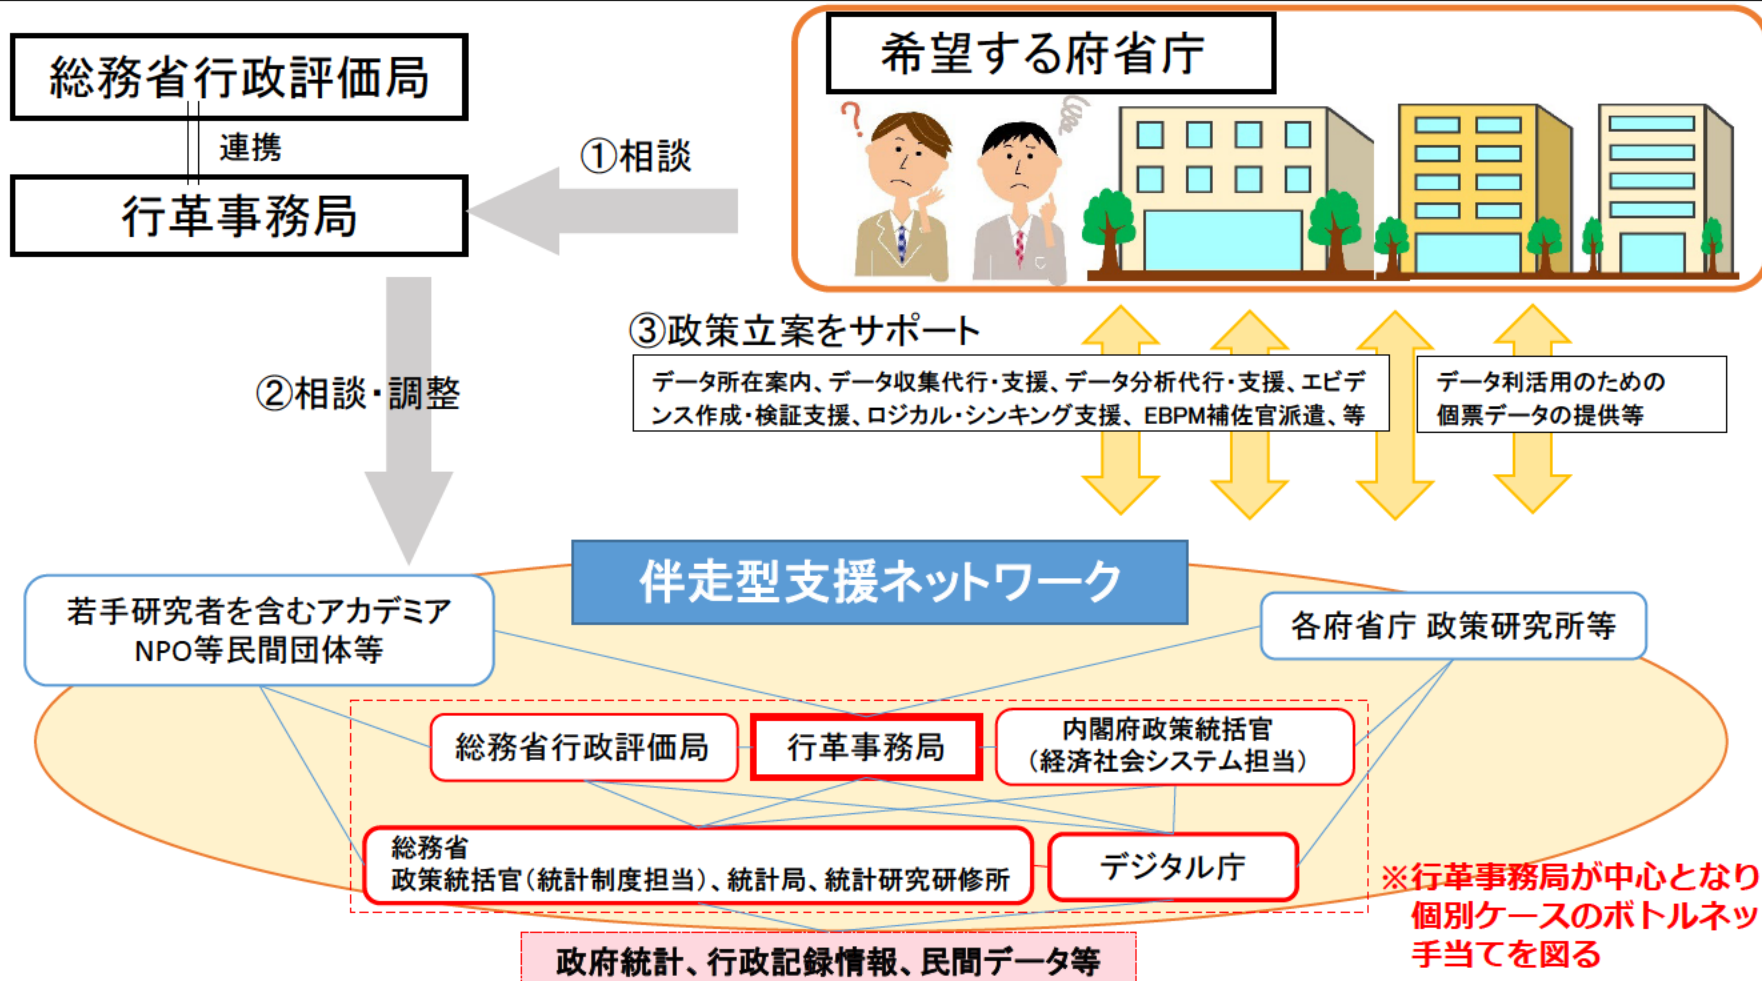 総務省行政評価局
連携
行革事務局
希望する府省庁
?
①相談
②相談・調整
③政策立案をサポート
データ所在案内、データ収集代行・支援、データ分析代行・支援、エビデ
ンス作成・検証支援、ロジカル・シンキング支援、EBPM補佐官派遣、等
データ利活用のための
個票データの提供等
伴走型支援ネットワーク
若手研究者を含むアカデミア
NPO等民間団体等
各府省庁 政策研究所等
総務省行政評価局
行革事務局
内閣府政策統括官
（経済社会システム担当）
総務省
政策統括官（統計制度担当）、統計局、統計研究研修所
デジタル庁
※行革事務局が中心となり
個別ケースのボトルネッ
手当てを図る
政府統計、行政記録情報、民間データ等